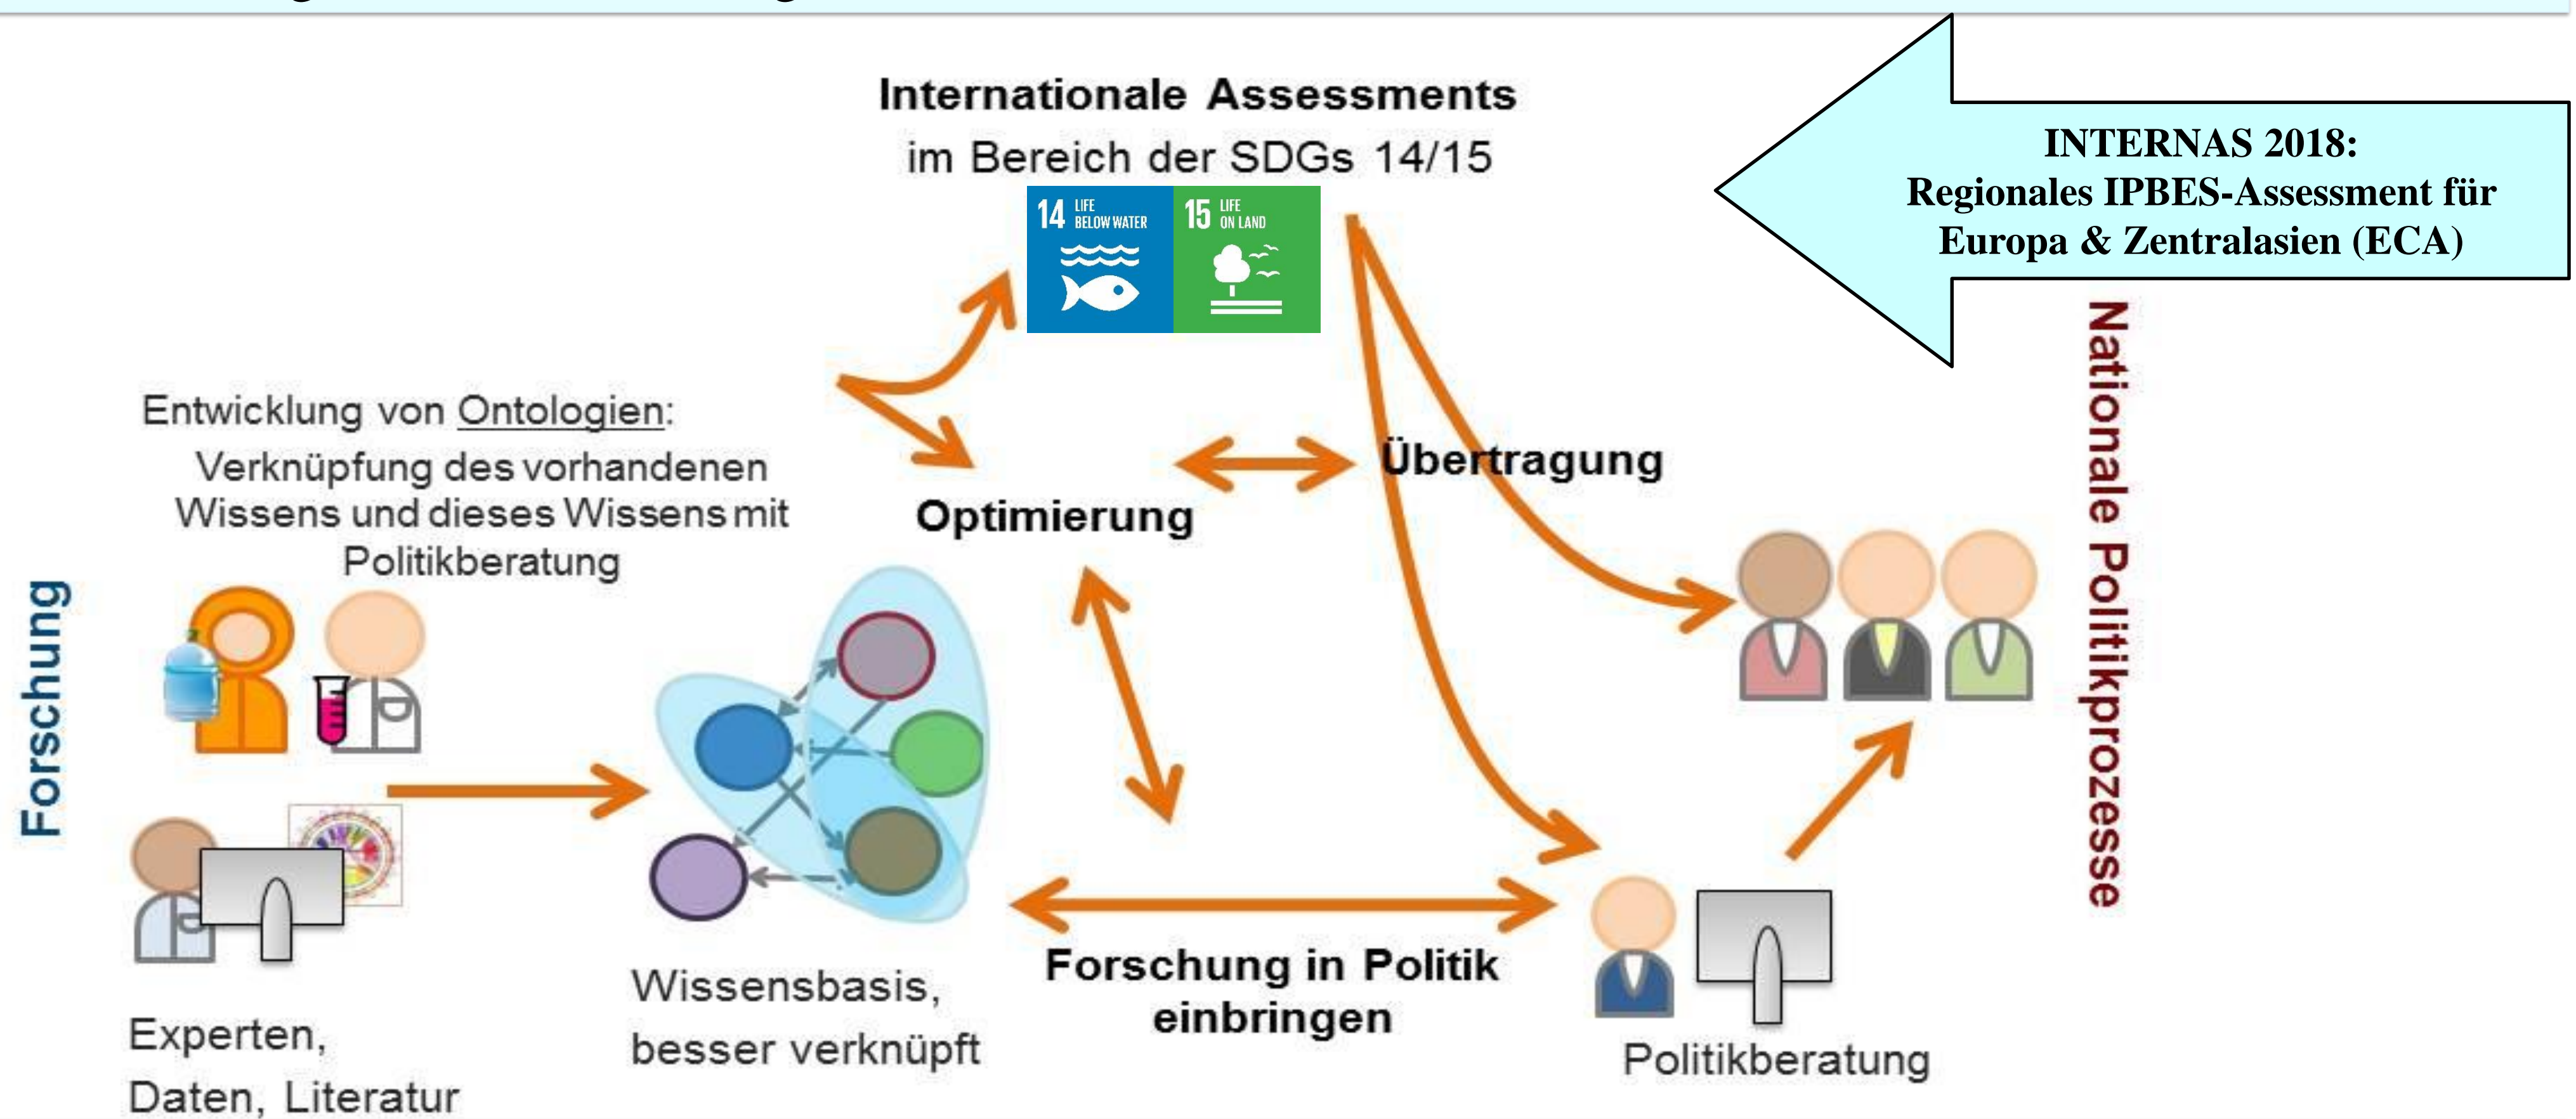 Internationale Assessments
im Bereich der SDGs 14/15
14 LIFE
BELOW WATER
15 LIFE
ON LAND
INTERNAS 2018:
Regionales IPBES-Assessment für
Europa & Zentralasien (ECA)
Entwicklung von Ontologien:
Verknüpfung des vorhandenen
Wissens und dieses Wissens mit
Politikberatung
Optimierung
Übertragung
Forschung
Nationale Politikprozesse
Experten,
Daten, Literatur
Wissensbasis,
besser verknüpft
Forschung in Politik
einbringen
Politikberatung